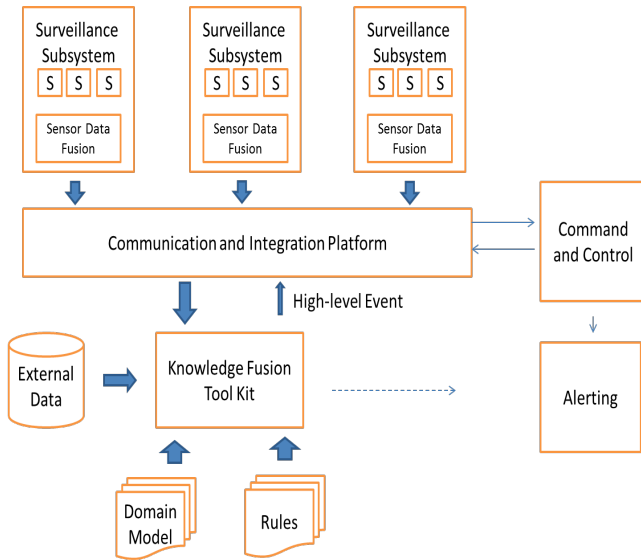 Surveillance
Subsystem
S S S
Sensor Data
Fusion
Surveillance
Subsystem
S S S
Sensor Data
Fusion
Surveillance
Subsystem
S S S
Sensor Data
Fusion
Communication and Integration Platform
Command
and Control
High-level Event
External
Data
Knowledge Fusion
Tool Kit
Alerting
Domain
Model
Rules